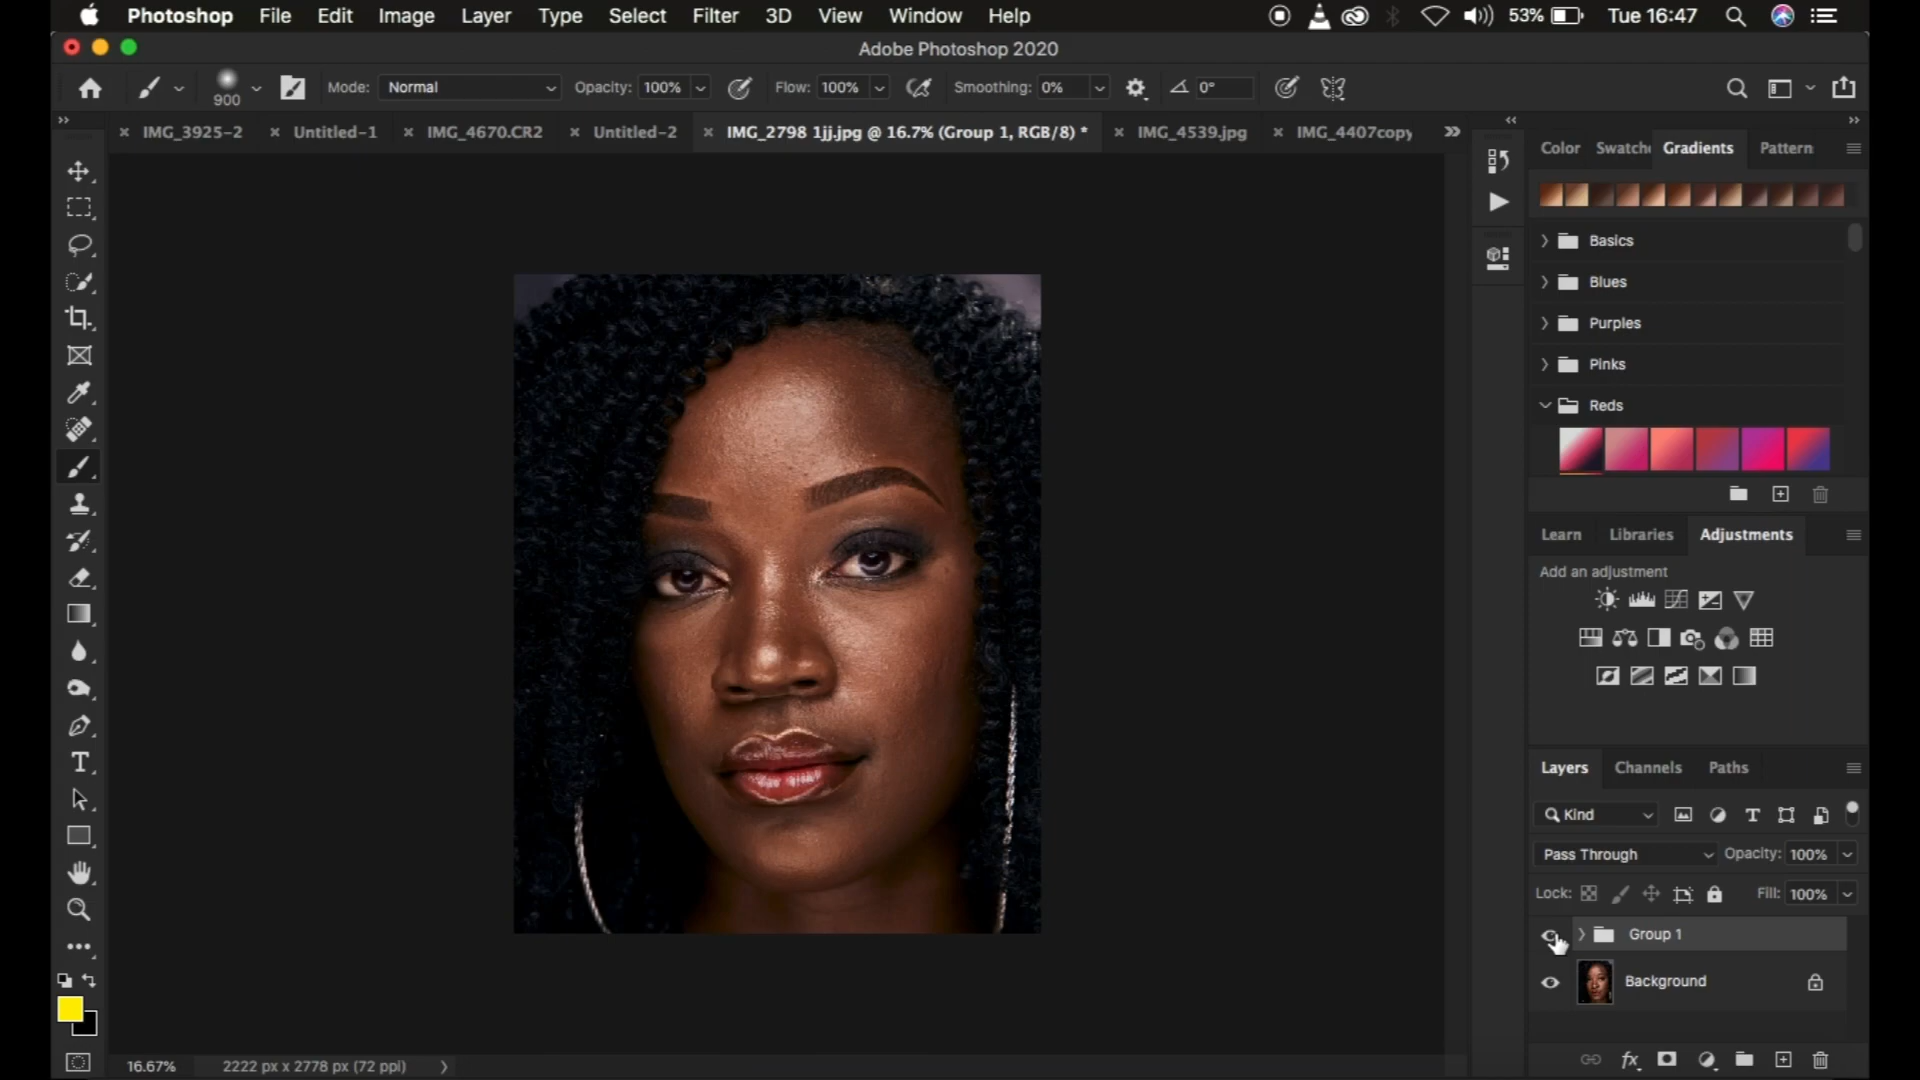 Photoshop File Edit Image Layer Type Select Filter 3D View Window Help 53% Tue 16:47
Adobe Photoshop 2020
900 Mode: Normal Opacity: 100% Flow: 100% Smoothing: 0% 0°
IMG_3925-2 Untitled-1 IMG_4670.CR2 Untitled-2 IMG_2798 1jj.jpg @ 16.7% (Group 1, RGB/8) * IMG_4539.jpg IMG_4407copy
Color Swatche Gradients Pattern
Basics
Blues
Purples
Pinks
Reds
Learn Libraries Adjustments
Add an adjustment
Layers Channels Paths
Kind
Pass Through Opacity: 100%
Lock: Fill: 100%
Group 1
Background
16.67% 2222 px x 2778 px (72 ppi)